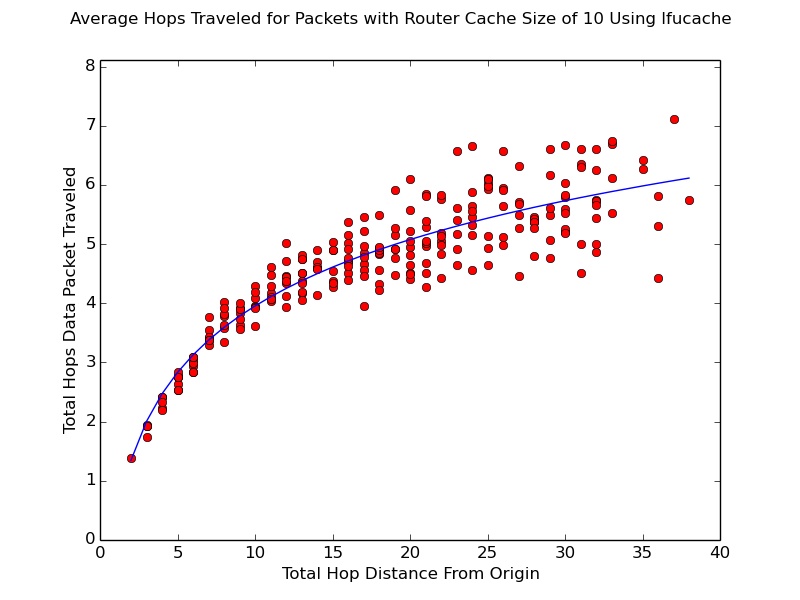 Average Hops Traveled for Packets with Router Cache Size of 10 Using lfucache
8
7
6
5
4
3
2
1
0
Total Hops Data Packet Traveled
0 5 10 15 20 25 30 35 40
Total Hop Distance From Origin